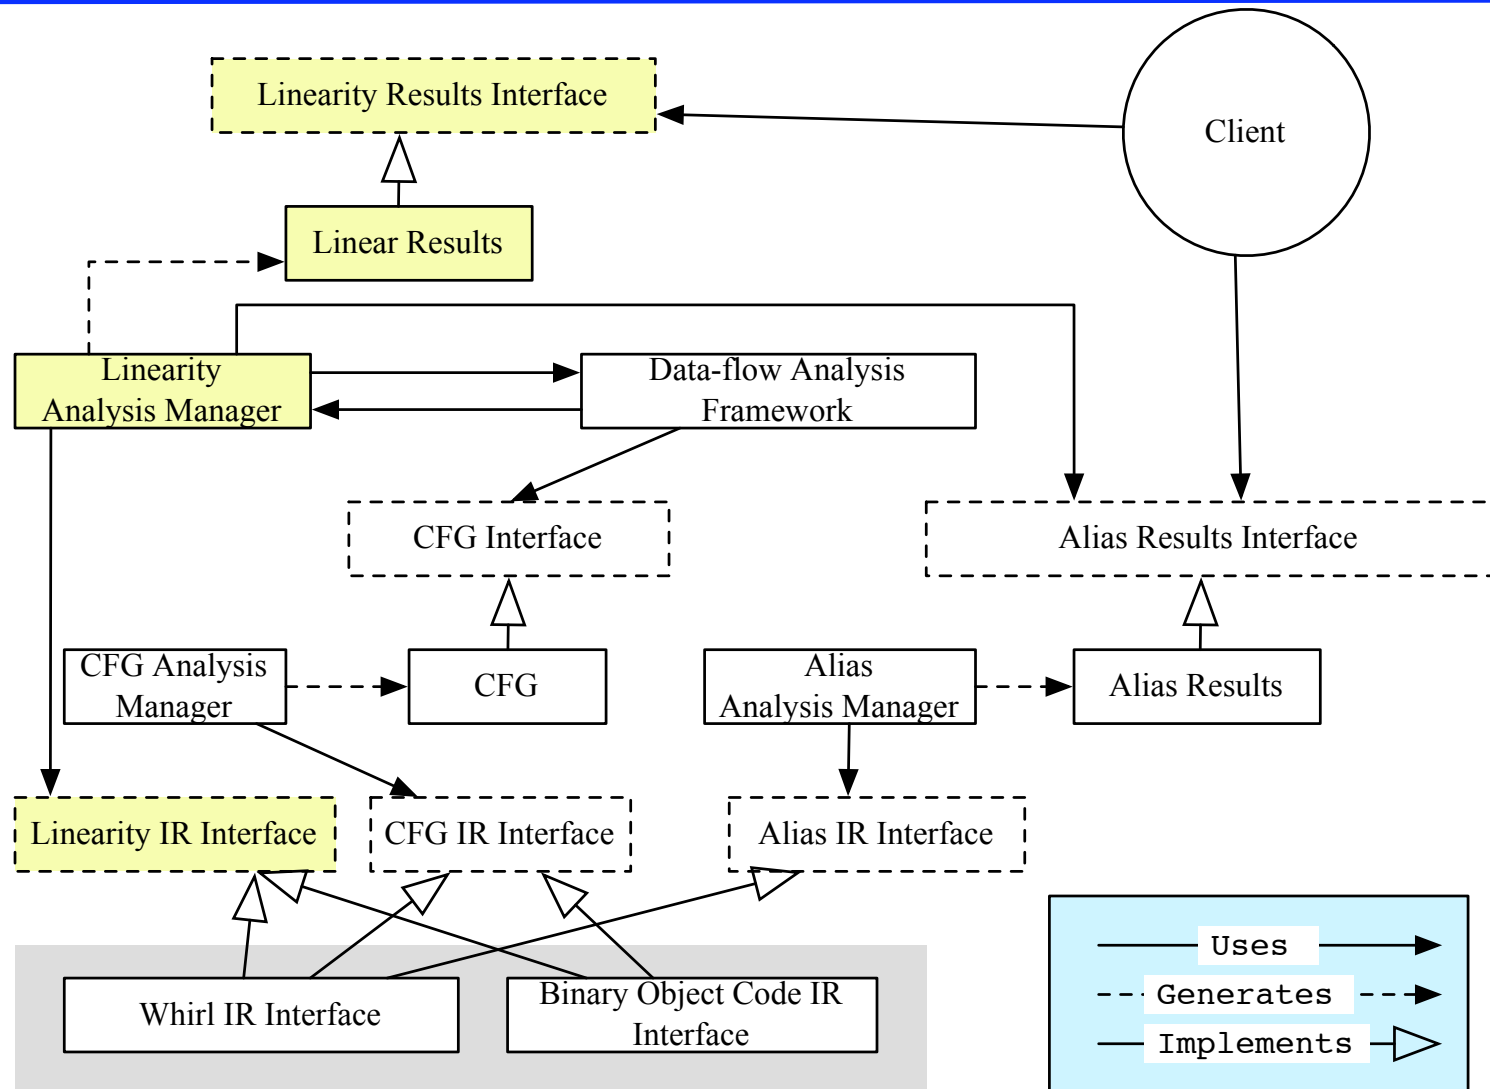 Linearity Results Interface
Client
Linear Results
Linearity
Analysis Manager
Data-flow Analysis
Framework
CFG Interface
Alias Results Interface
CFG Analysis
Manager
CFG
Alias
Analysis Manager
Alias Results
Linearity IR Interface
CFG IR Interface
Alias IR Interface
Whirl IR Interface
Binary Object Code IR
Interface
Uses
Generates
Implements